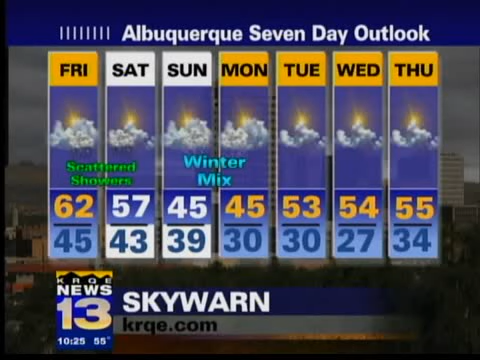 Albuquerque Seven Day Outlook
FRI SAT SUN MON TUE WED THU
Scattered Showers
Winter Mix
62 57 45 45 53 54 55
45 43 39 30 30 27 34
KRQE
NEWS
13
10:25 55°
SKYWARN
krqe.com